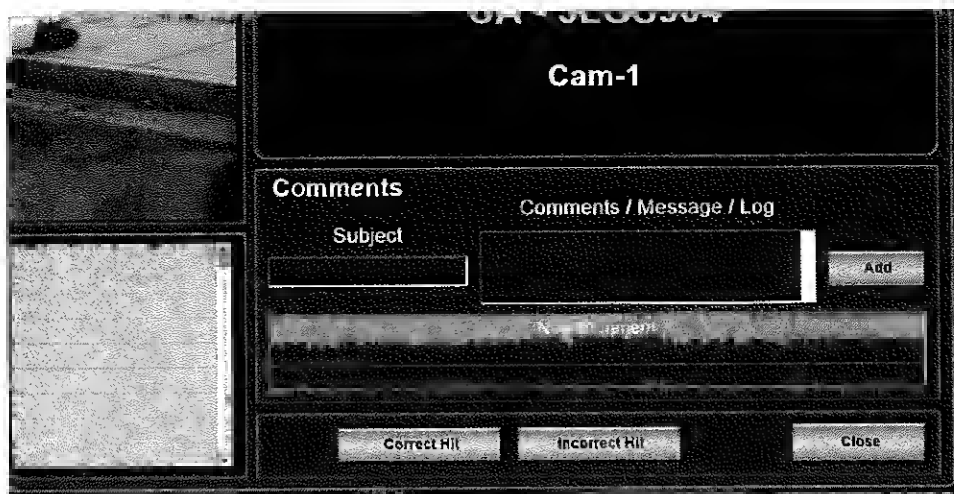 Cam-1
Comments
Comments / Message / Log
Subject
Add
Correct Hit
Incorrect Hit
Close